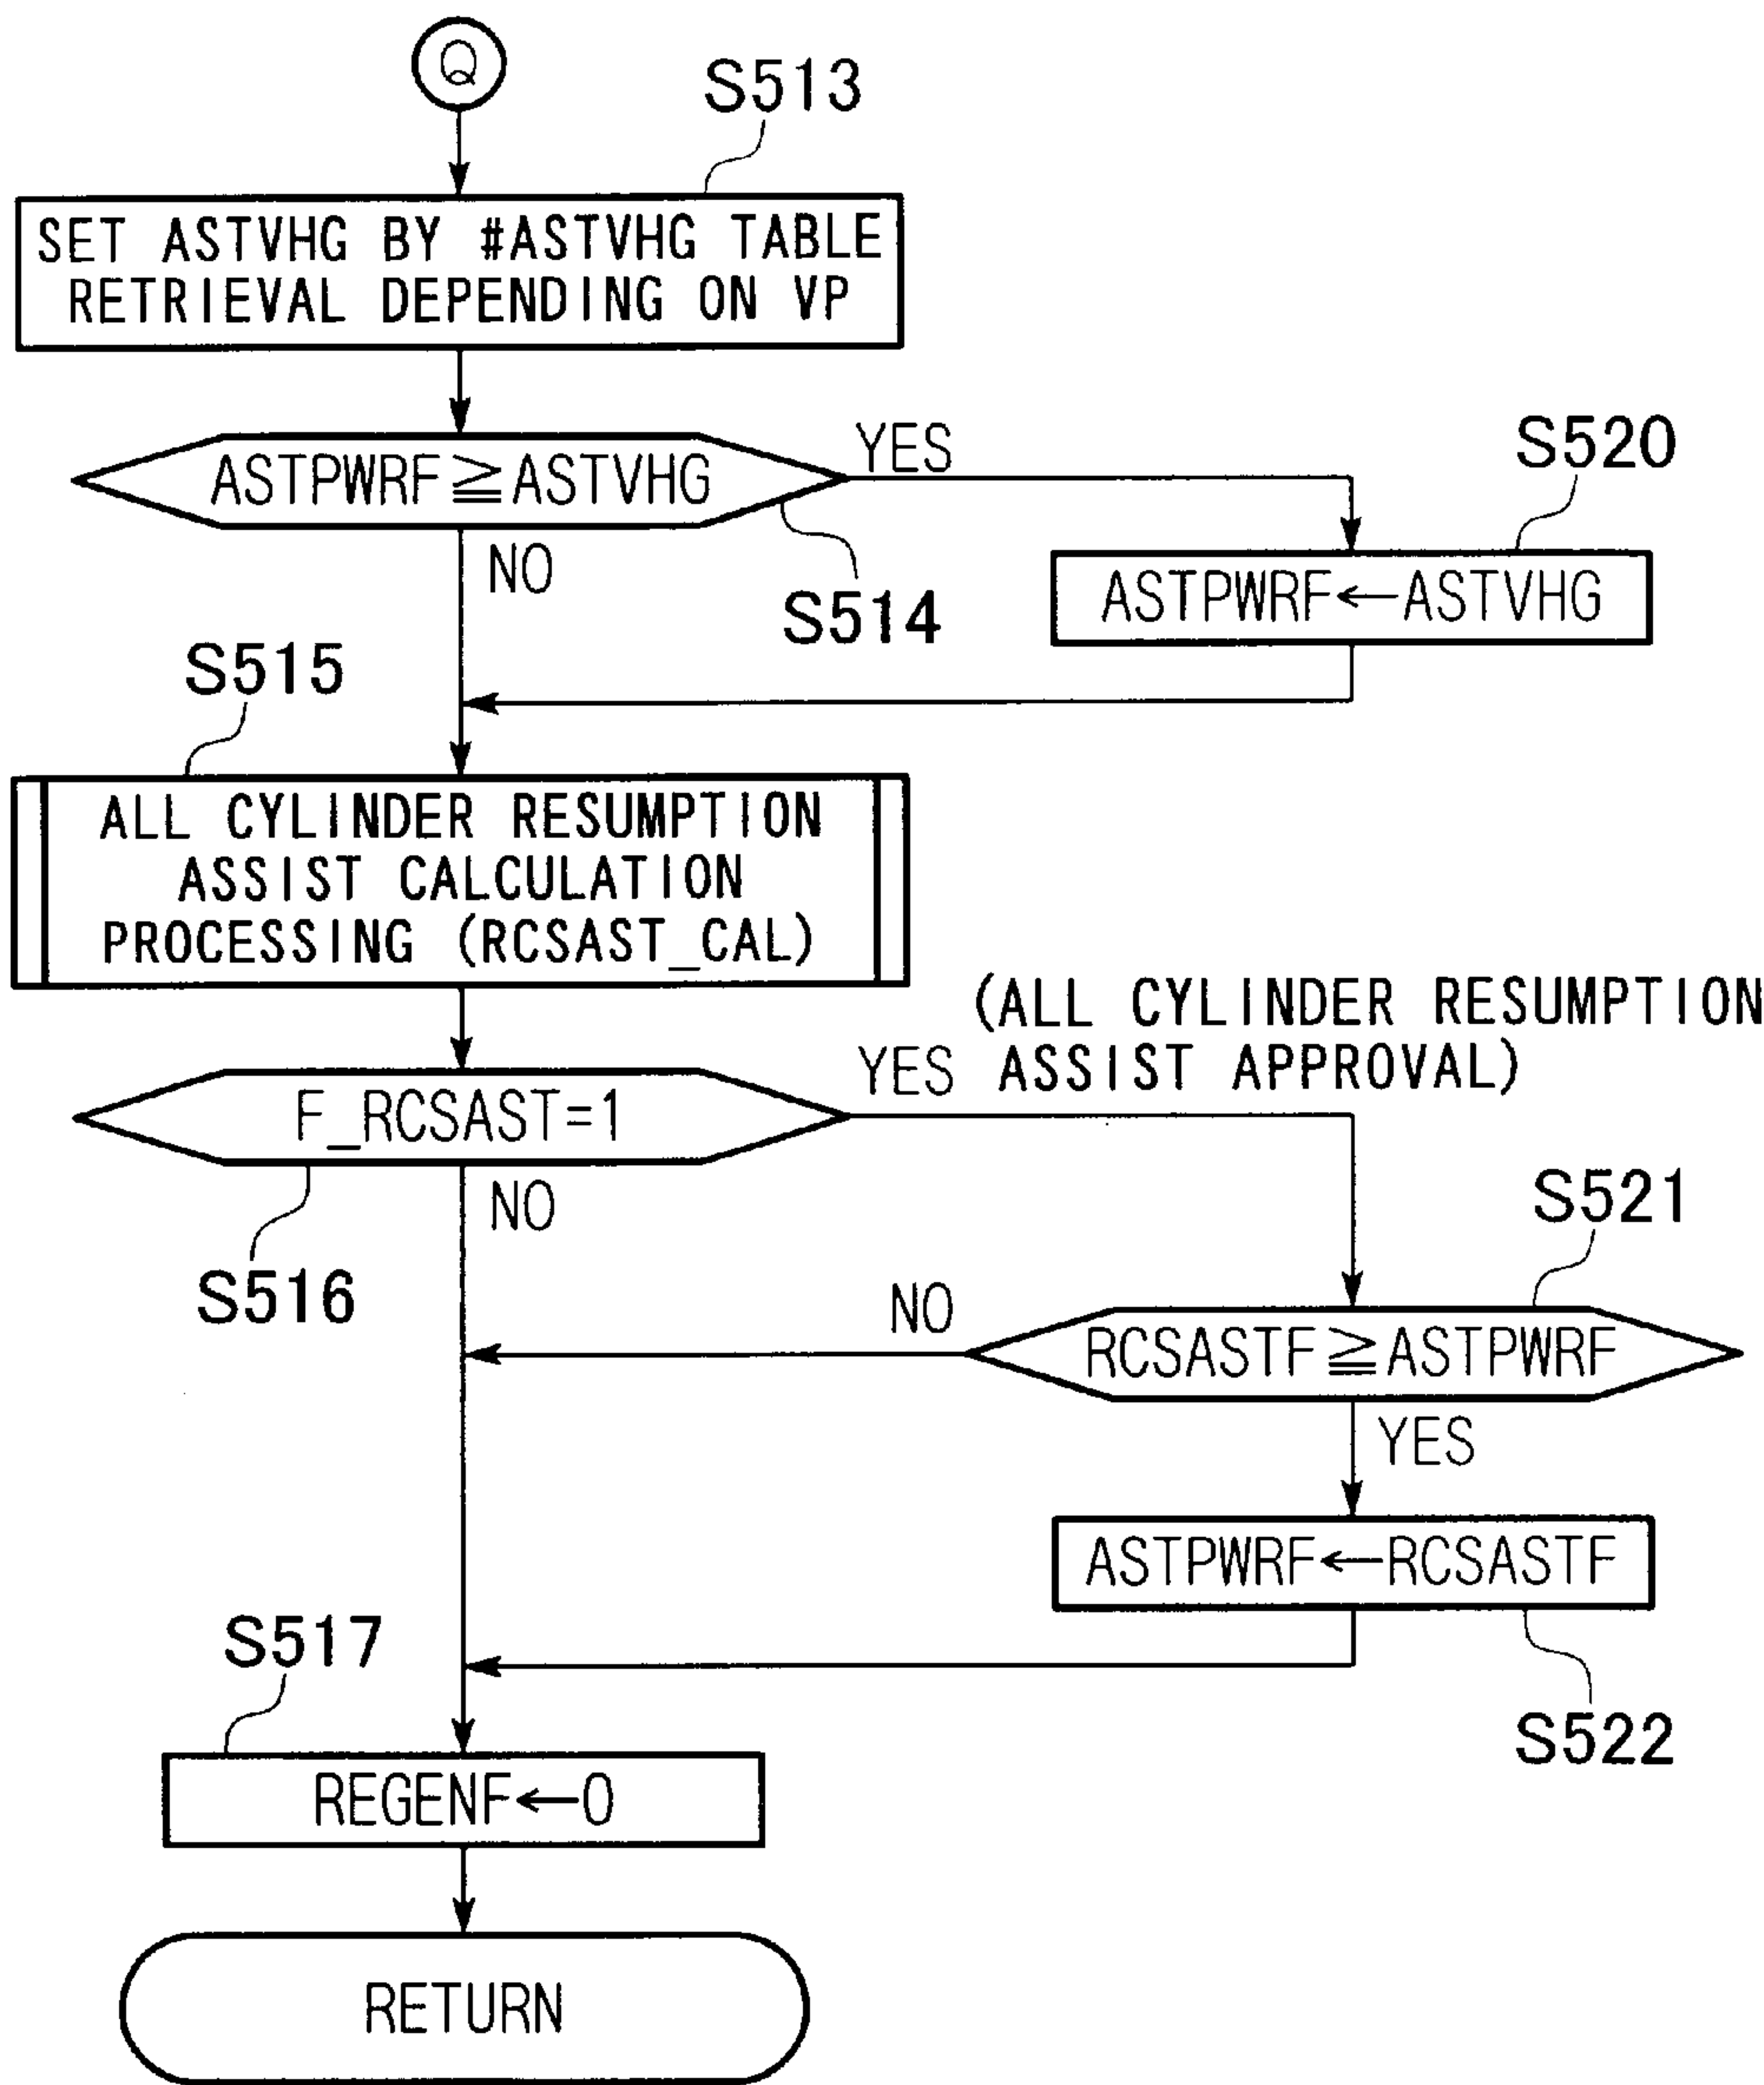 Q
S513
SET ASTVHG BY #ASTVHG TABLE
RETRIEVAL DEPENDING ON VP
ASTPWRF≧ASTVHG
YES
S520
NO
S514
ASTPWRF←ASTVHG
S515
ALL CYLINDER RESUMPTION
ASSIST CALCULATION
PROCESSING (RCSAST_CAL)
(ALL CYLINDER RESUMPTION
YES ASSIST APPROVAL)
F_RCSAST=1
NO
S516
S521
NO
RCSASTF≧ASTPWRF
YES
ASTPWRF←RCSASTF
S517
S522
REGENF←0
RETURN